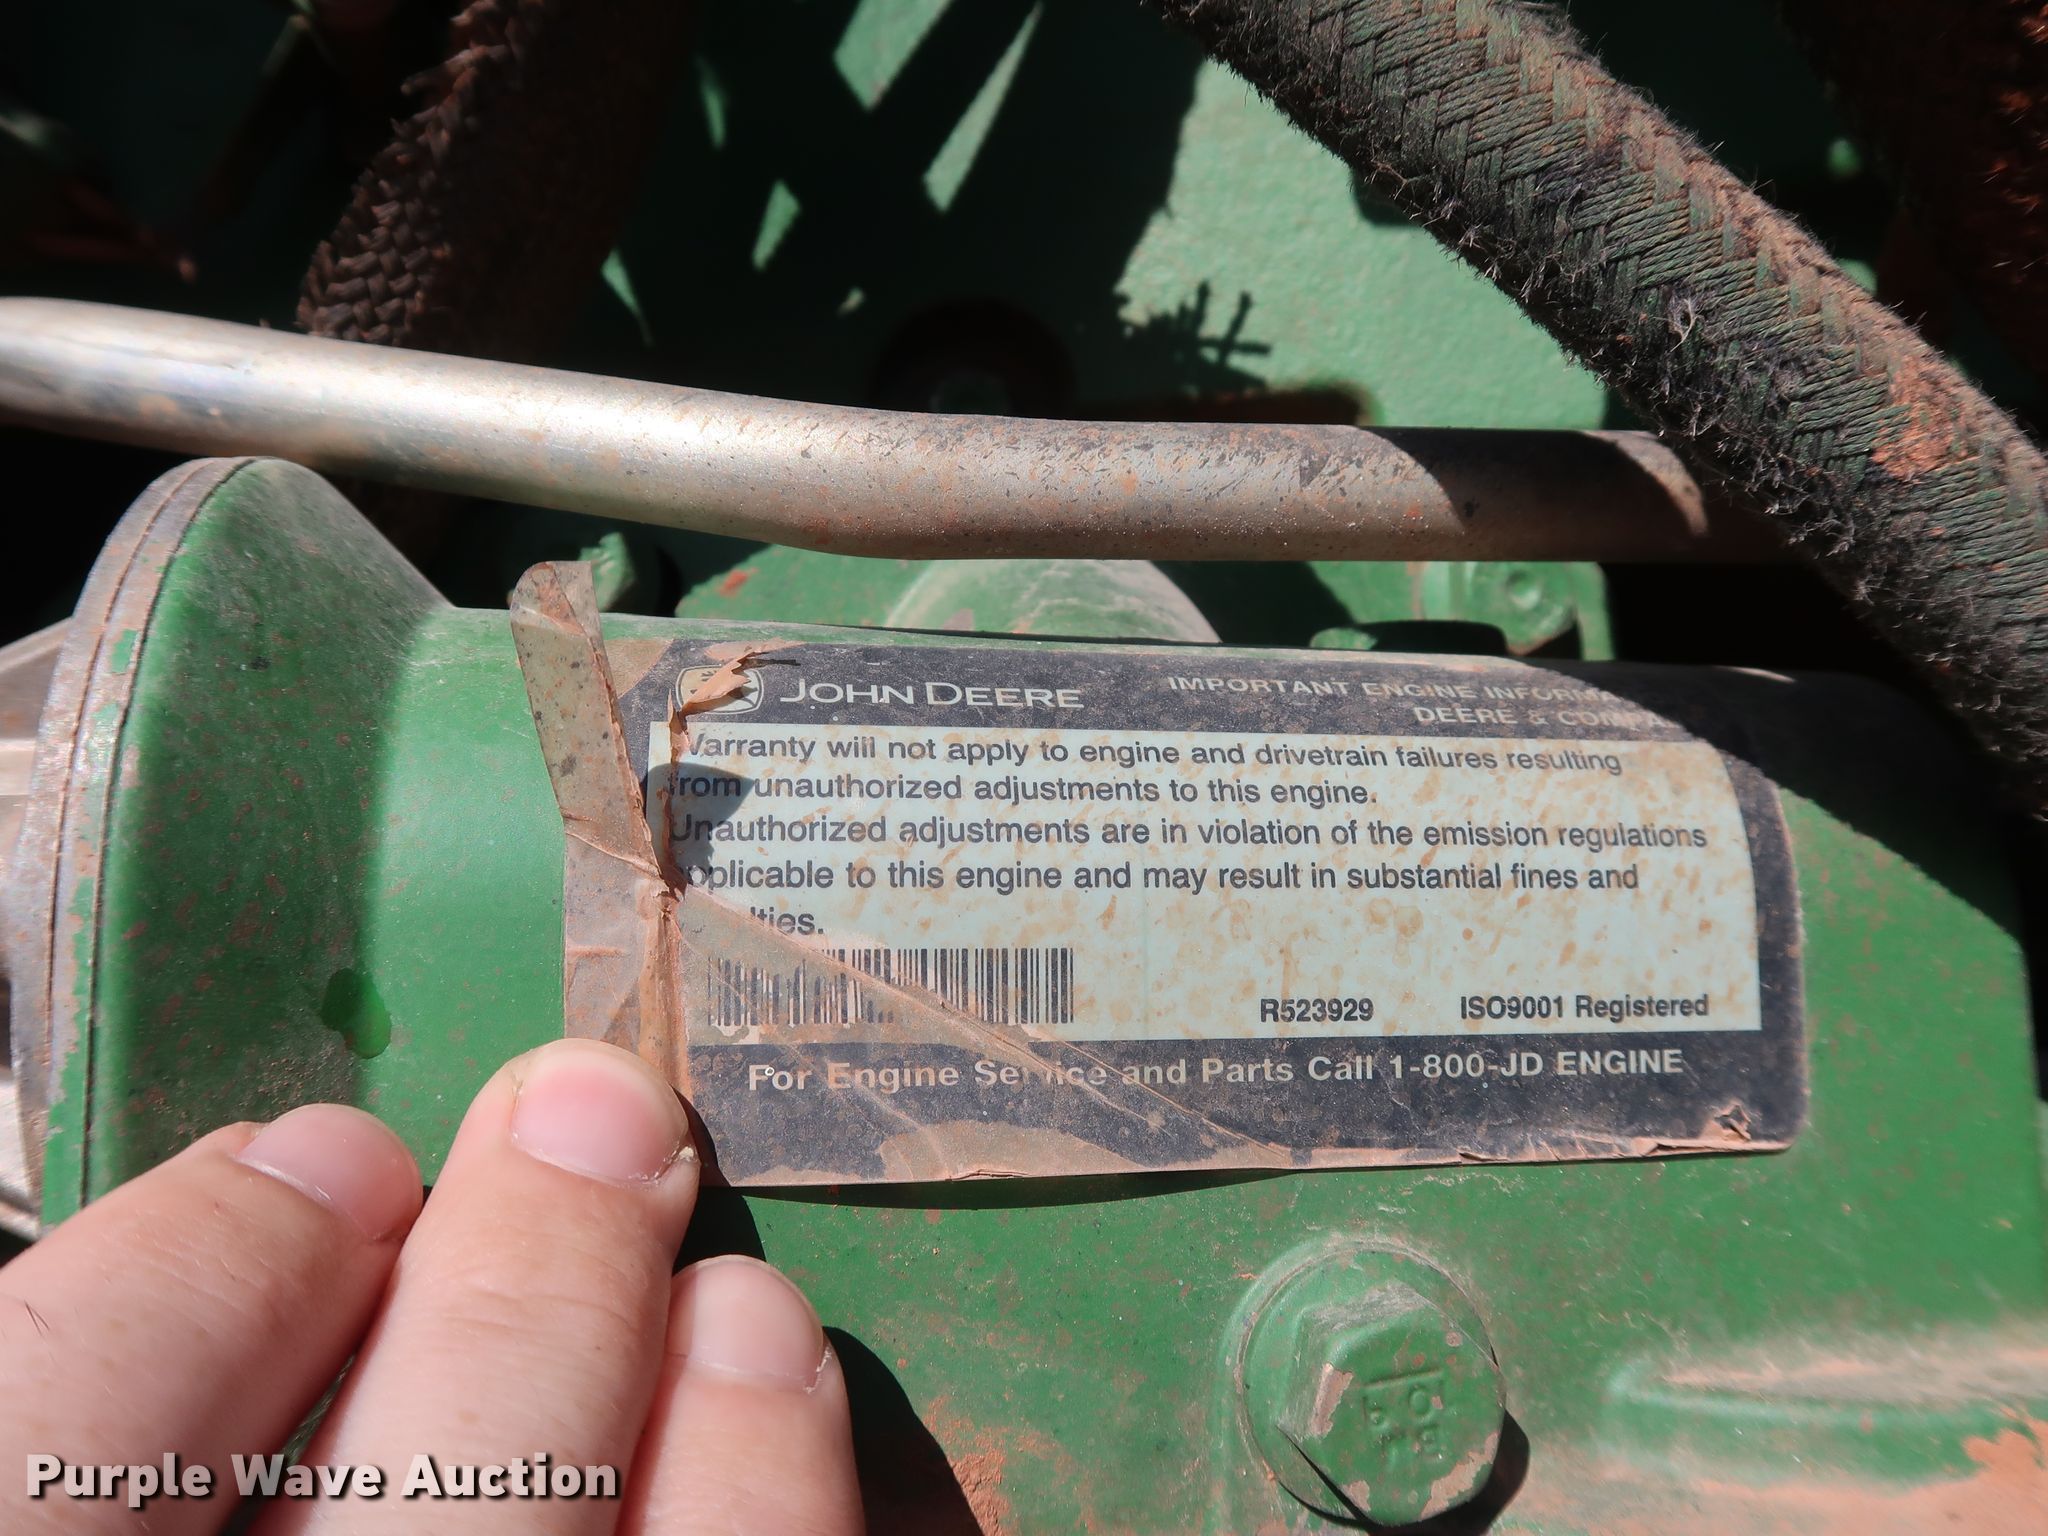 JOHN DEERE
IMPORTANT ENGINE
DEERE &
Warranty will not apply to engine and drivetrain failures resulting
from unauthorized adjustments to this engine.
Unauthorized adjustments are in violation of the emission regulations
applicable to this engine and may result in substantial fines and
R523929 ISO9001 Registered
For Engine Service and Parts Call 1-800-JD ENGINE
Purple Wave Auction